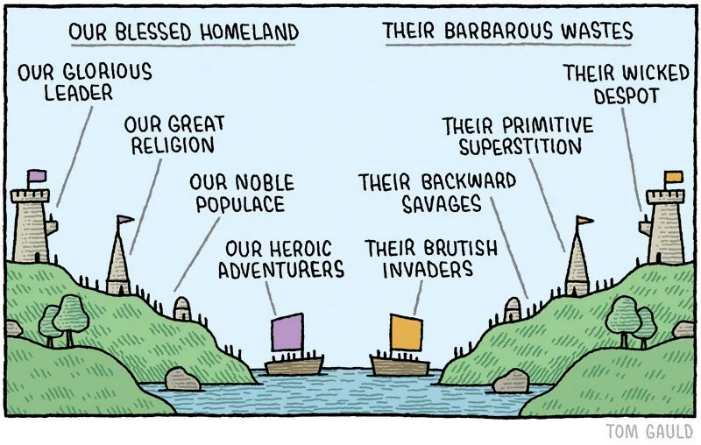 OUR BLESSED HOMELAND
THEIR BARBAROUS WASTES
OUR GLORIOUS
LEADER
THEIR WICKED
DESPOT
OUR GREAT
RELIGION
THEIR PRIMITIVE
SUPERSTITION
OUR NOBLE
POPULACE
THEIR BACKWARD
SAVAGES
OUR HEROIC
ADVENTURERS
THEIR BRUTISH
INVADERS
TOM GAULD